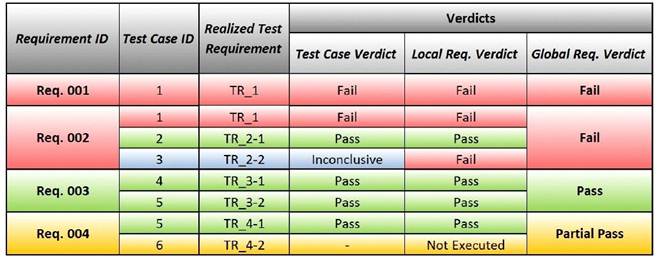 Requirement ID Test Case ID Realized Test Requirement Verdicts
Test Case Verdict Local Req. Verdict Global Req. Verdict
Req. 001 1 TR_1 Fail Fail Fail
Req. 002 1 TR_1 Fail Fail Fail
2 TR_2-1 Pass Pass
3 TR_2-2 Inconclusive Fail
Req. 003 4 TR_3-1 Pass Pass Pass
5 TR_3-2 Pass Pass
Req. 004 5 TR_4-1 Pass Pass Partial Pass
6 TR_4-2 - Not Executed